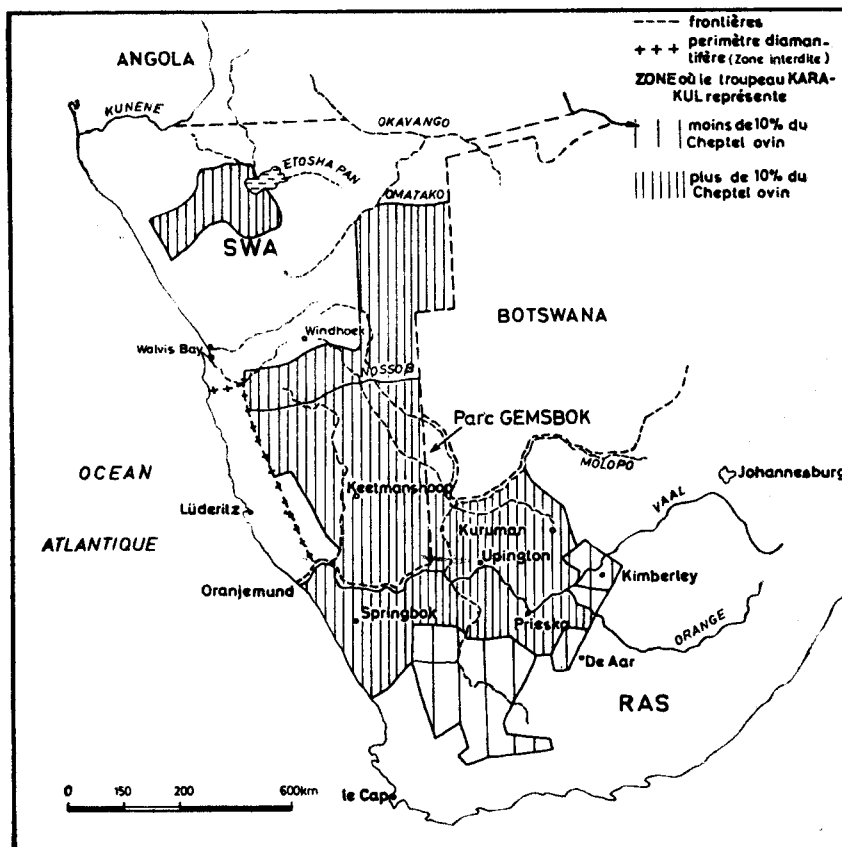 frontières
perimètre diaman-
tifère (Zone interdite)
ZONE où le troupeau KARA-
KUL représente
moins de 10% du
Cheptel ovin
plus de 10% du
Cheptel ovin
ANGOLA
KUNENE
OKAVANGO
ETOSHA PAN
OMATAKO
SWA
BOTSWANA
Windhoek
Walvis Bay
NOSSOB
Parc GEMSBOK
MOLOPO
Johannesburg
OCEAN
ATLANTIQUE
Keetmanshoop
Lüderitz
VAAL
Kuruman
Upington
Kimberley
Oranjemund
Springbok
Prieska
ORANGE
De Aar
RAS
le Cap
0 150 200 600km